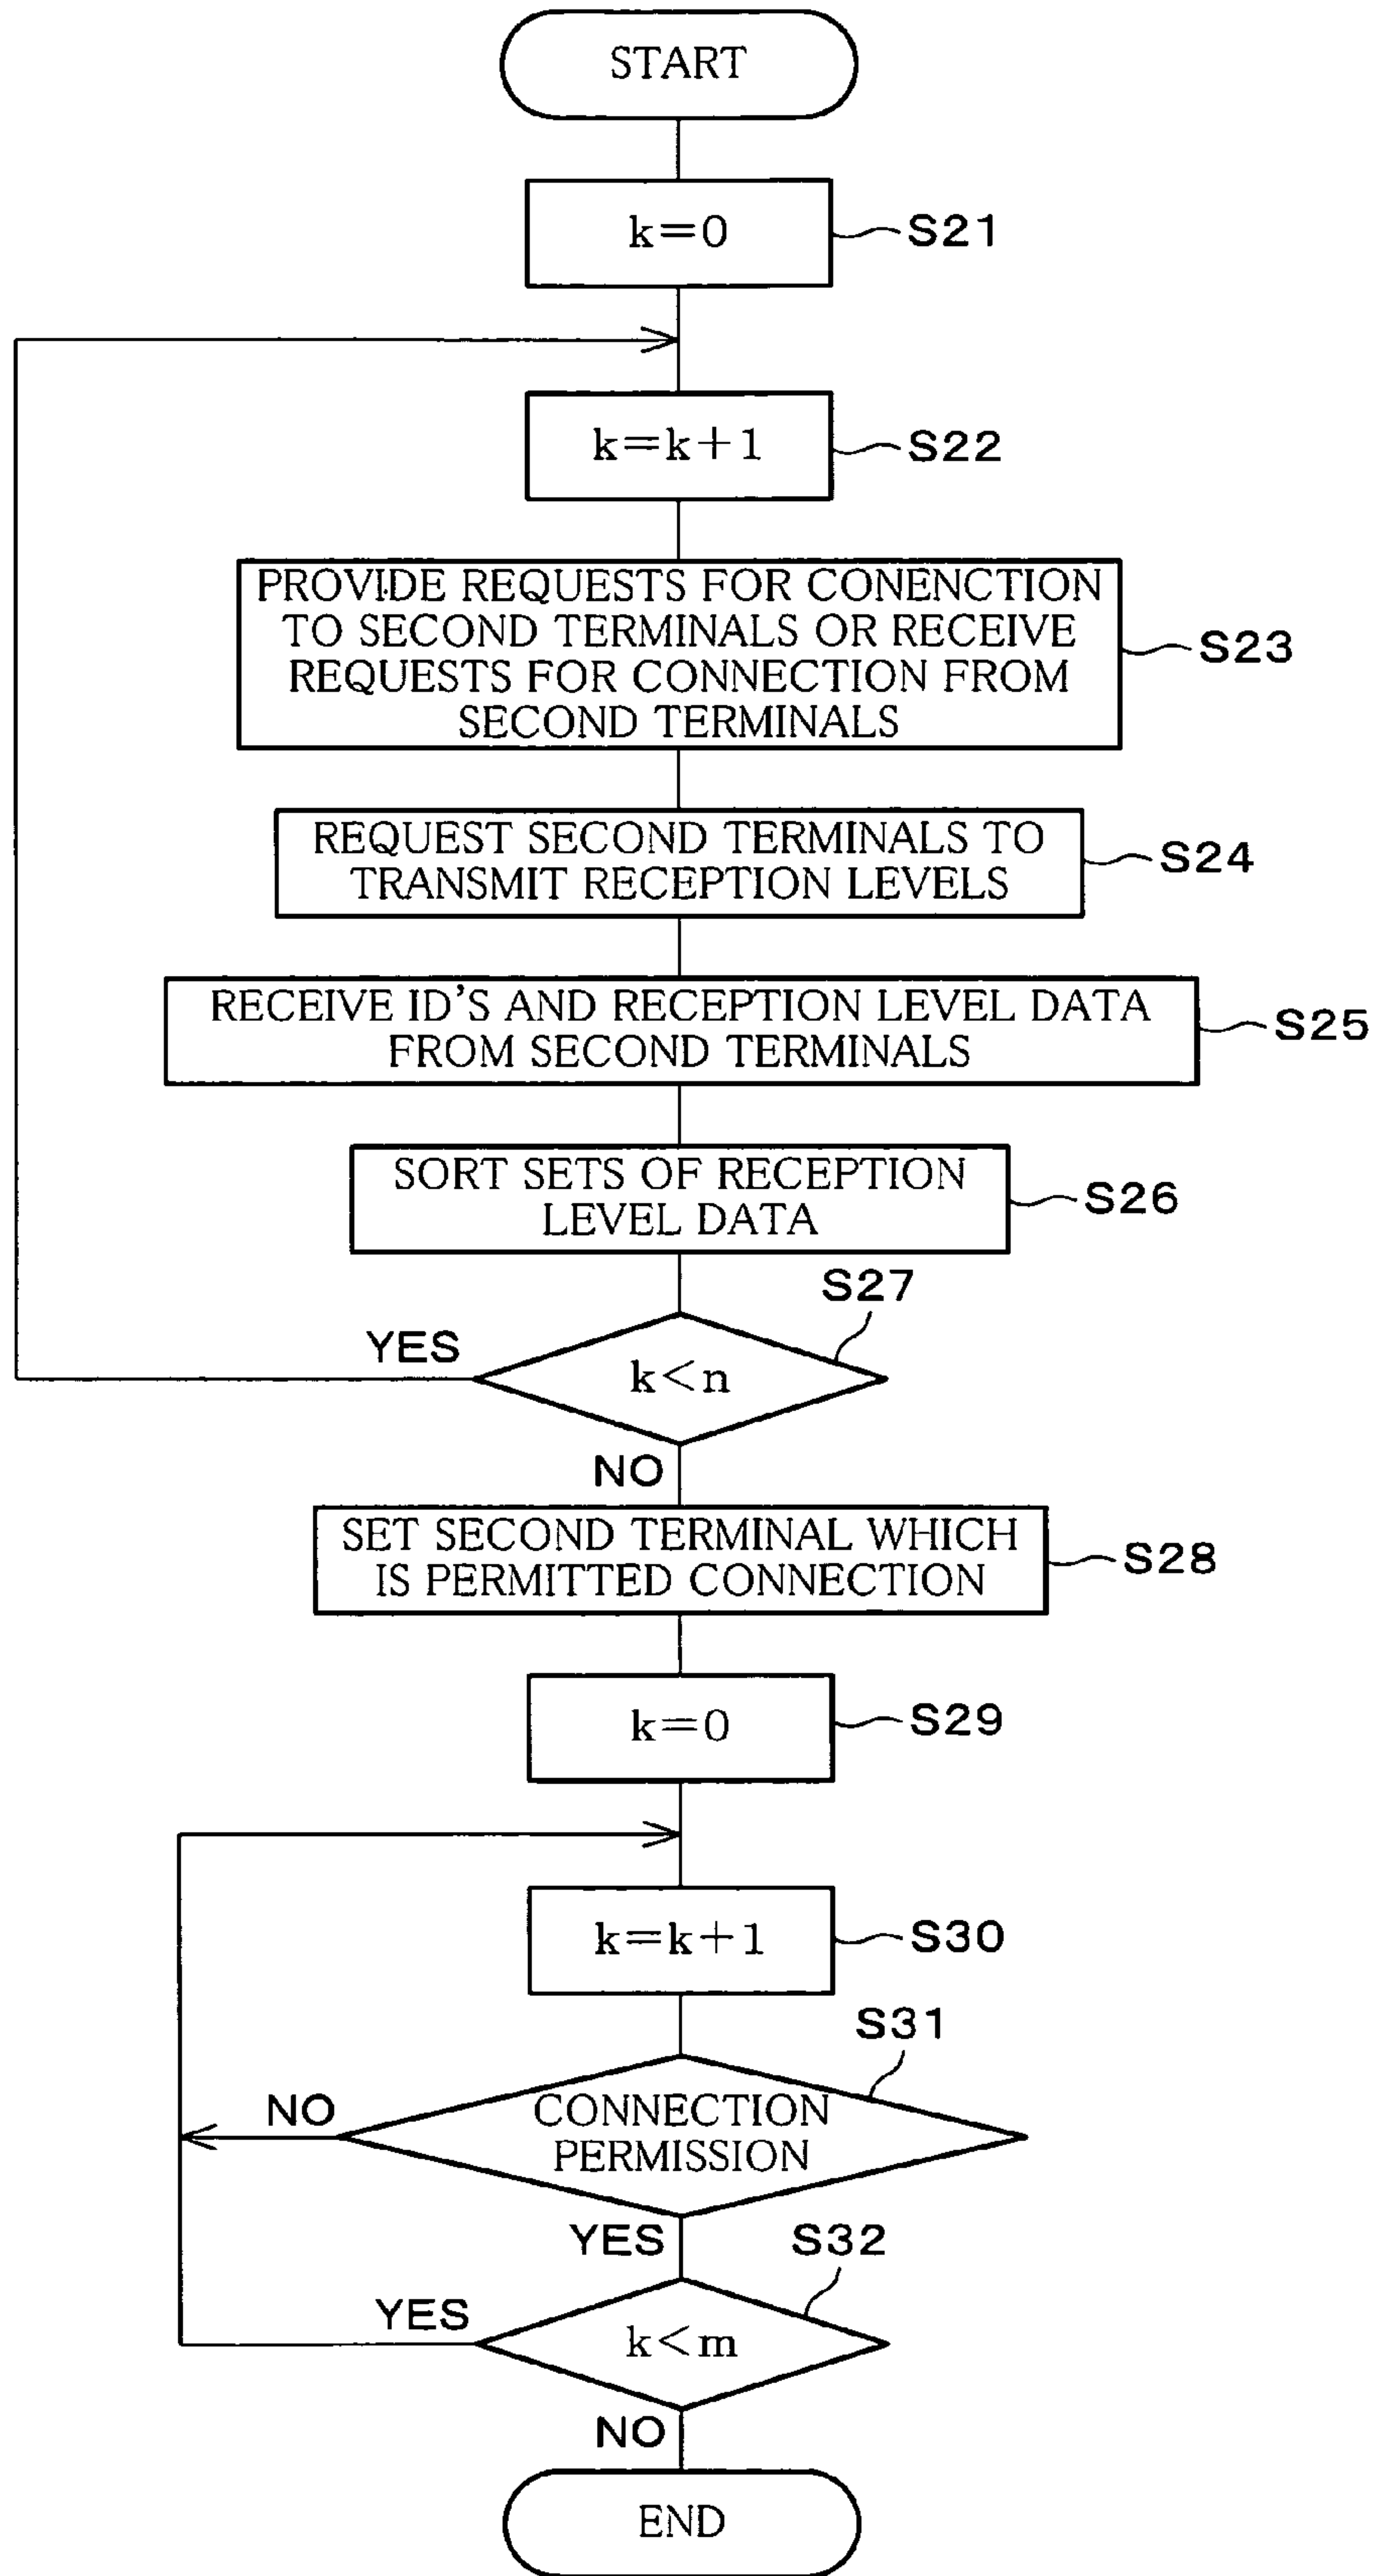 START
k=0
S21
k=k+1
S22
PROVIDE REQUESTS FOR CONENCTION
TO SECOND TERMINALS OR RECEIVE
REQUESTS FOR CONNECTION FROM
SECOND TERMINALS
S23
REQUEST SECOND TERMINALS TO
TRANSMIT RECEPTION LEVELS
S24
RECEIVE ID'S AND RECEPTION LEVEL DATA
FROM SECOND TERMINALS
S25
SORT SETS OF RECEPTION
LEVEL DATA
S26
S27
YES
k<n
NO
SET SECOND TERMINAL WHICH
IS PERMITTED CONNECTION
S28
k=0
S29
k=k+1
S30
S31
NO
CONNECTION
PERMISSION
YES
S32
YES
k<m
NO
END